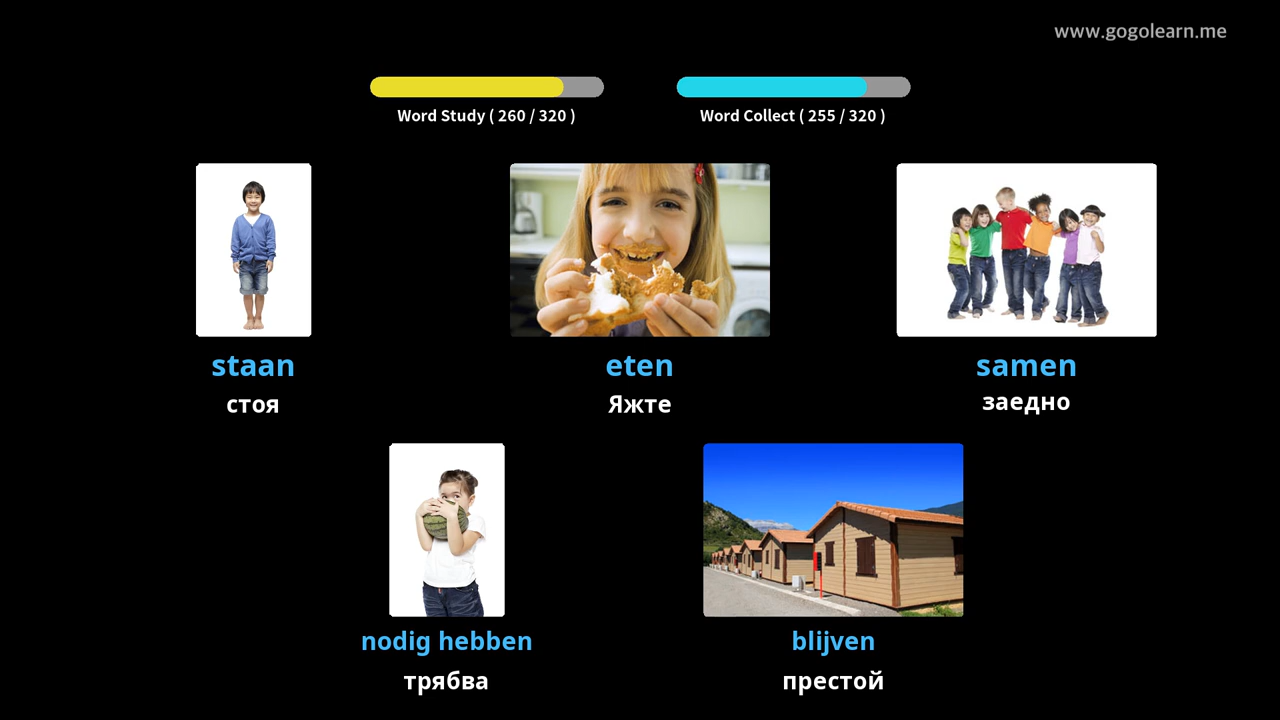 www.gogolearn.me
Word Study ( 260 / 320 )
Word Collect ( 255 / 320 )
staan
стоя
eten
Яжте
samen
заедно
nodig hebben
трябва
blijven
престой